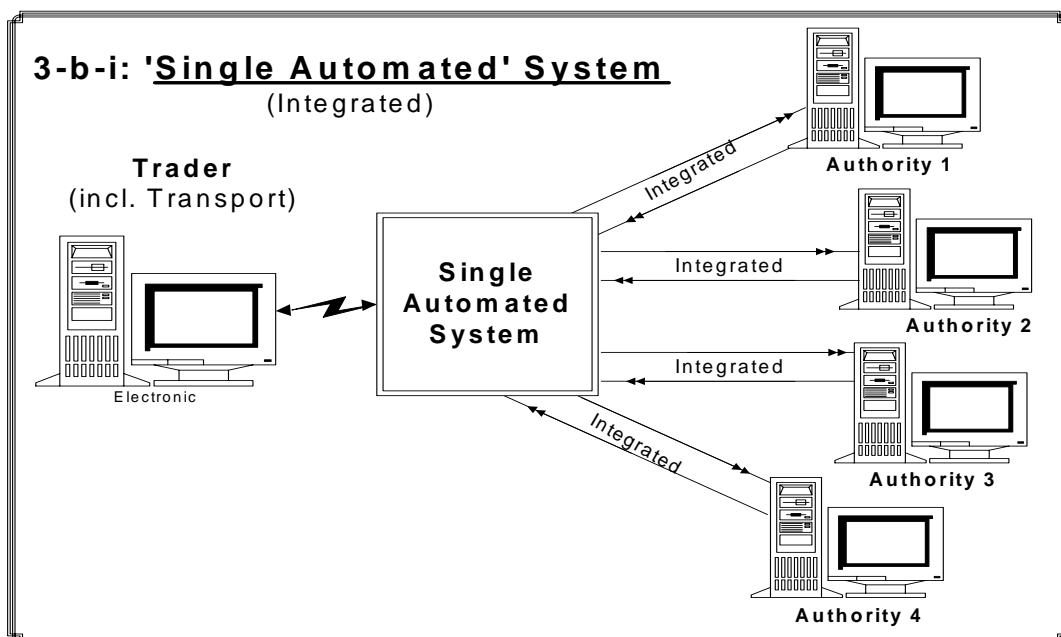 3-b-i: 'Single Automated' System
(Integrated)
Trader
(incl. Transport)
Electronic
Single
Automated
System
Integrated
Authority 1
Integrated
Authority 2
Integrated
Authority 3
Integrated
Integrated
Authority 4